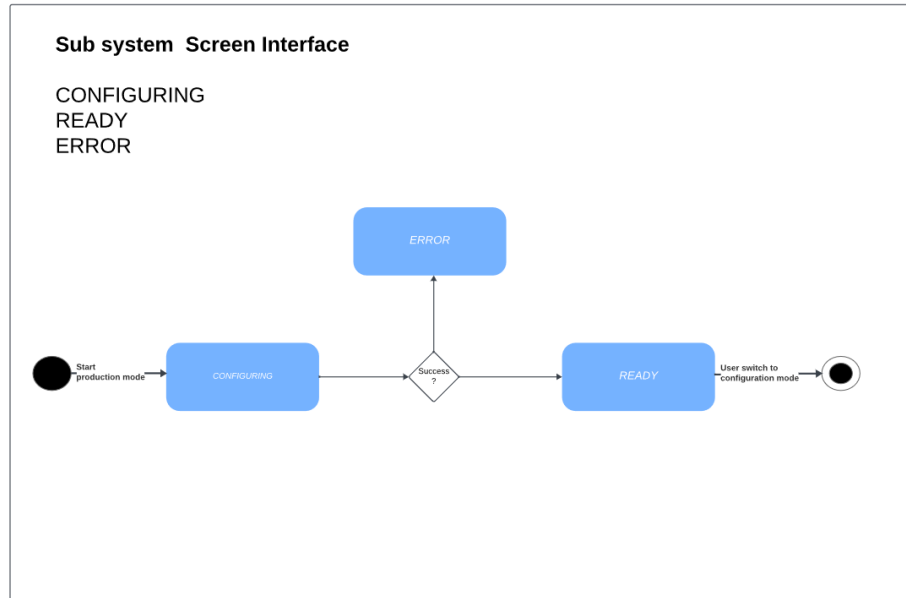 Sub system  Screen Interface
CONFIGURING
READY
ERROR
ERROR
Start
production mode
CONFIGURING
Success
?
READY
User switch to
configuration mode